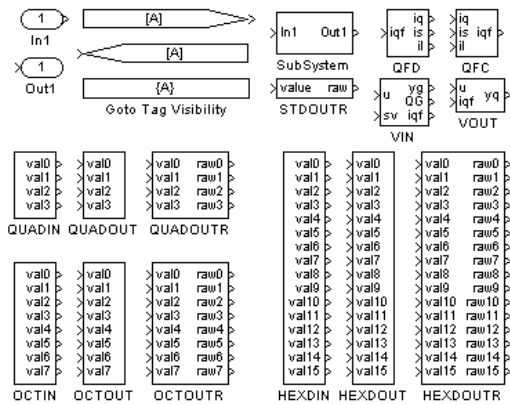 1
In1
[A]
1
Out1
[A]
{A}
Goto Tag Visibility
In1 Out1
SubSystem
value raw
STDOUTR
iqf iq
is
il
QFD
iq
is iqf
il
QFC
u yg
QG
sv iqf
VIN
u yq
iqf
VOUT
val0
val1
val2
val3
QUADIN
val0
val1
val2
val3
QUADOUT
val0 raw0
val1 raw1
val2 raw2
val3 raw3
QUADOUTR
val0
val1
val2
val3
val4
val5
val6
val7
OCTIN
val0
val1
val2
val3
val4
val5
val6
val7
OCTOUT
val0 raw0
val1 raw1
val2 raw2
val3 raw3
val4 raw4
val5 raw5
val6 raw6
val7 raw7
OCTOUTR
val0
val1
val2
val3
val4
val5
val6
val7
val8
val9
val10
val11
val12
val13
val14
val15
HEXDIN
val0
val1
val2
val3
val4
val5
val6
val7
val8
val9
val10
val11
val12
val13
val14
val15
HEXDOUT
val0 raw0
val1 raw1
val2 raw2
val3 raw3
val4 raw4
val5 raw5
val6 raw6
val7 raw7
val8 raw8
val9 raw9
val10 raw10
val11 raw11
val12 raw12
val13 raw13
val14 raw14
val15 raw15
HEXDOUTR